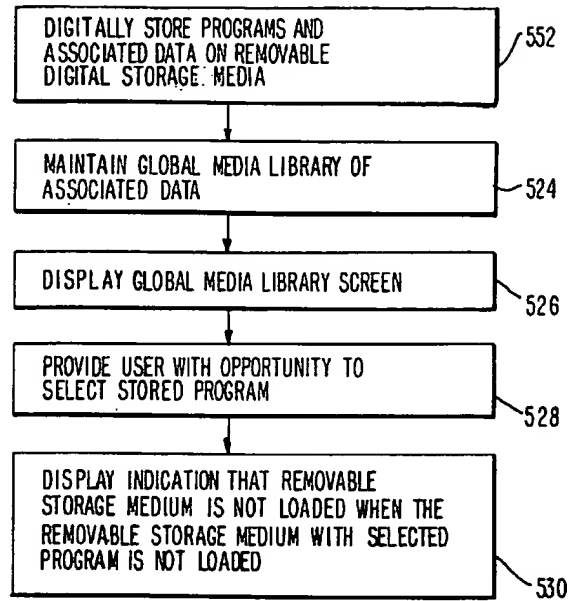 DIGITALLY STORE PROGRAMS AND
ASSOCIATED DATA ON REMOVABLE
DIGITAL STORAGE MEDIA
552
MAINTAIN GLOBAL MEDIA LIBRARY OF
ASSOCIATED DATA
524
DISPLAY GLOBAL MEDIA LIBRARY SCREEN
526
PROVIDE USER WITH OPPORTUNITY TO
SELECT STORED PROGRAM
528
DISPLAY INDICATION THAT REMOVABLE
STORAGE MEDIUM IS NOT LOADED WHEN THE
REMOVABLE STORAGE MEDIUM WITH SELECTED
PROGRAM IS NOT LOADED
530